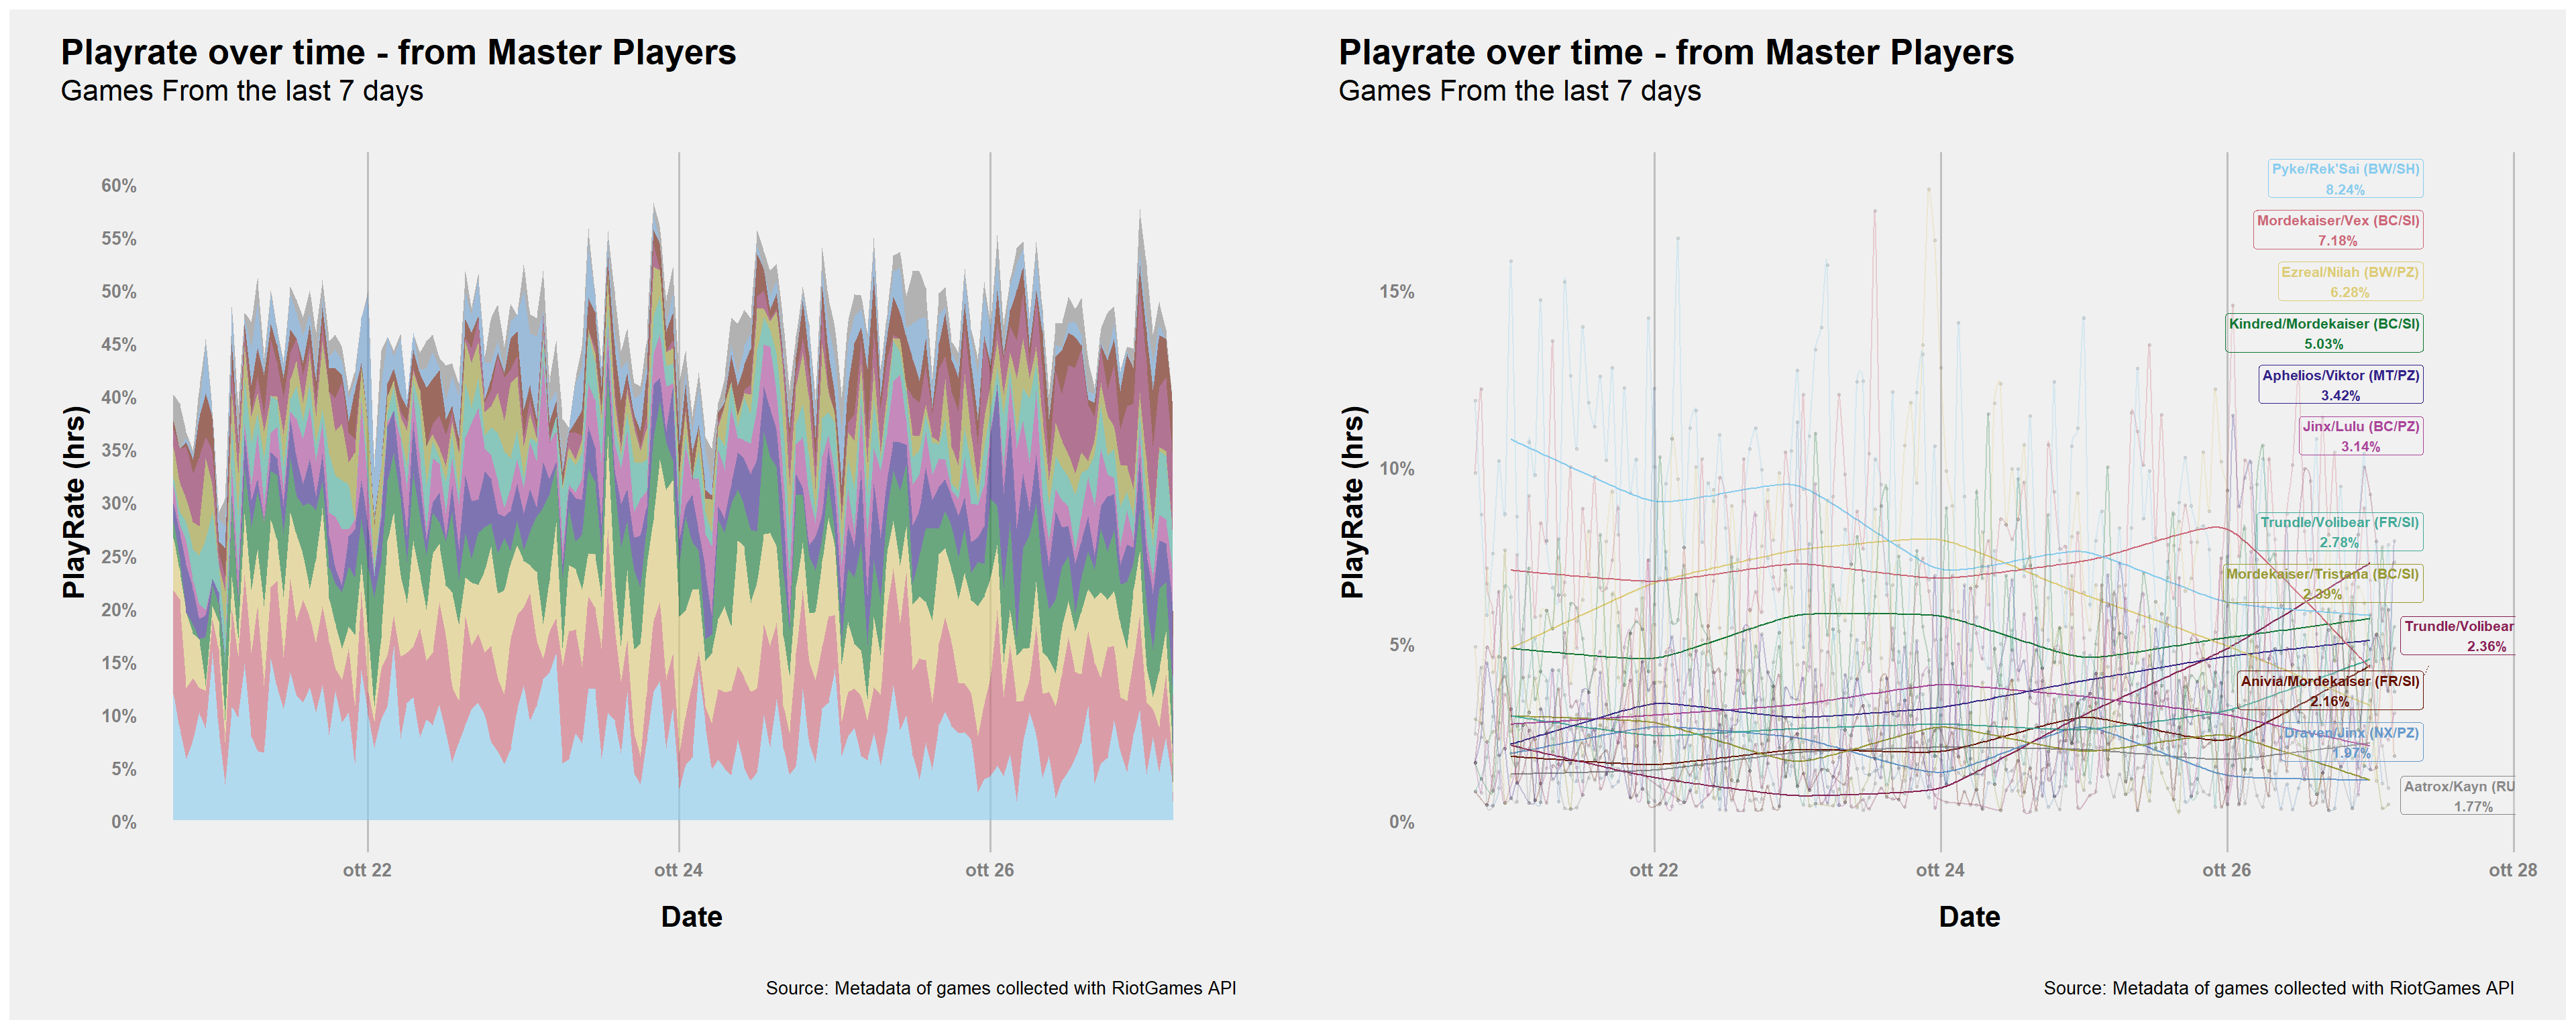 Playrate over time - from Master Players
Games From the last 7 days
60%
55%
50%
45%
40%
35%
30%
25%
20%
15%
10%
5%
0%
PlayRate (hrs)
ott 22
ott 24
ott 26
Date
Source: Metadata of games collected with RiotGames API
Playrate over time - from Master Players
Games From the last 7 days
15%
10%
5%
0%
PlayRate (hrs)
Pyke/Rek'Sai (BW/SH)
8.24%
Mordekaiser/Vex (BC/SI)
7.18%
Ezreal/Nilah (BW/PZ)
6.28%
Kindred/Mordekaiser (BC/SI)
5.03%
Aphelios/Viktor (MT/PZ)
3.42%
Jinx/Lulu (BC/PZ)
3.14%
Trundle/Volibear (FR/SI)
2.78%
Mordekaiser/Tristana (BC/SI)
2.39%
Trundle/Volibear
2.36%
Anivia/Mordekaiser (FR/SI)
2.16%
Draven/Jinx (NX/PZ)
1.97%
Aatrox/Kayn (RU
1.77%
ott 22
ott 24
ott 26
ott 28
Date
Source: Metadata of games collected with RiotGames API